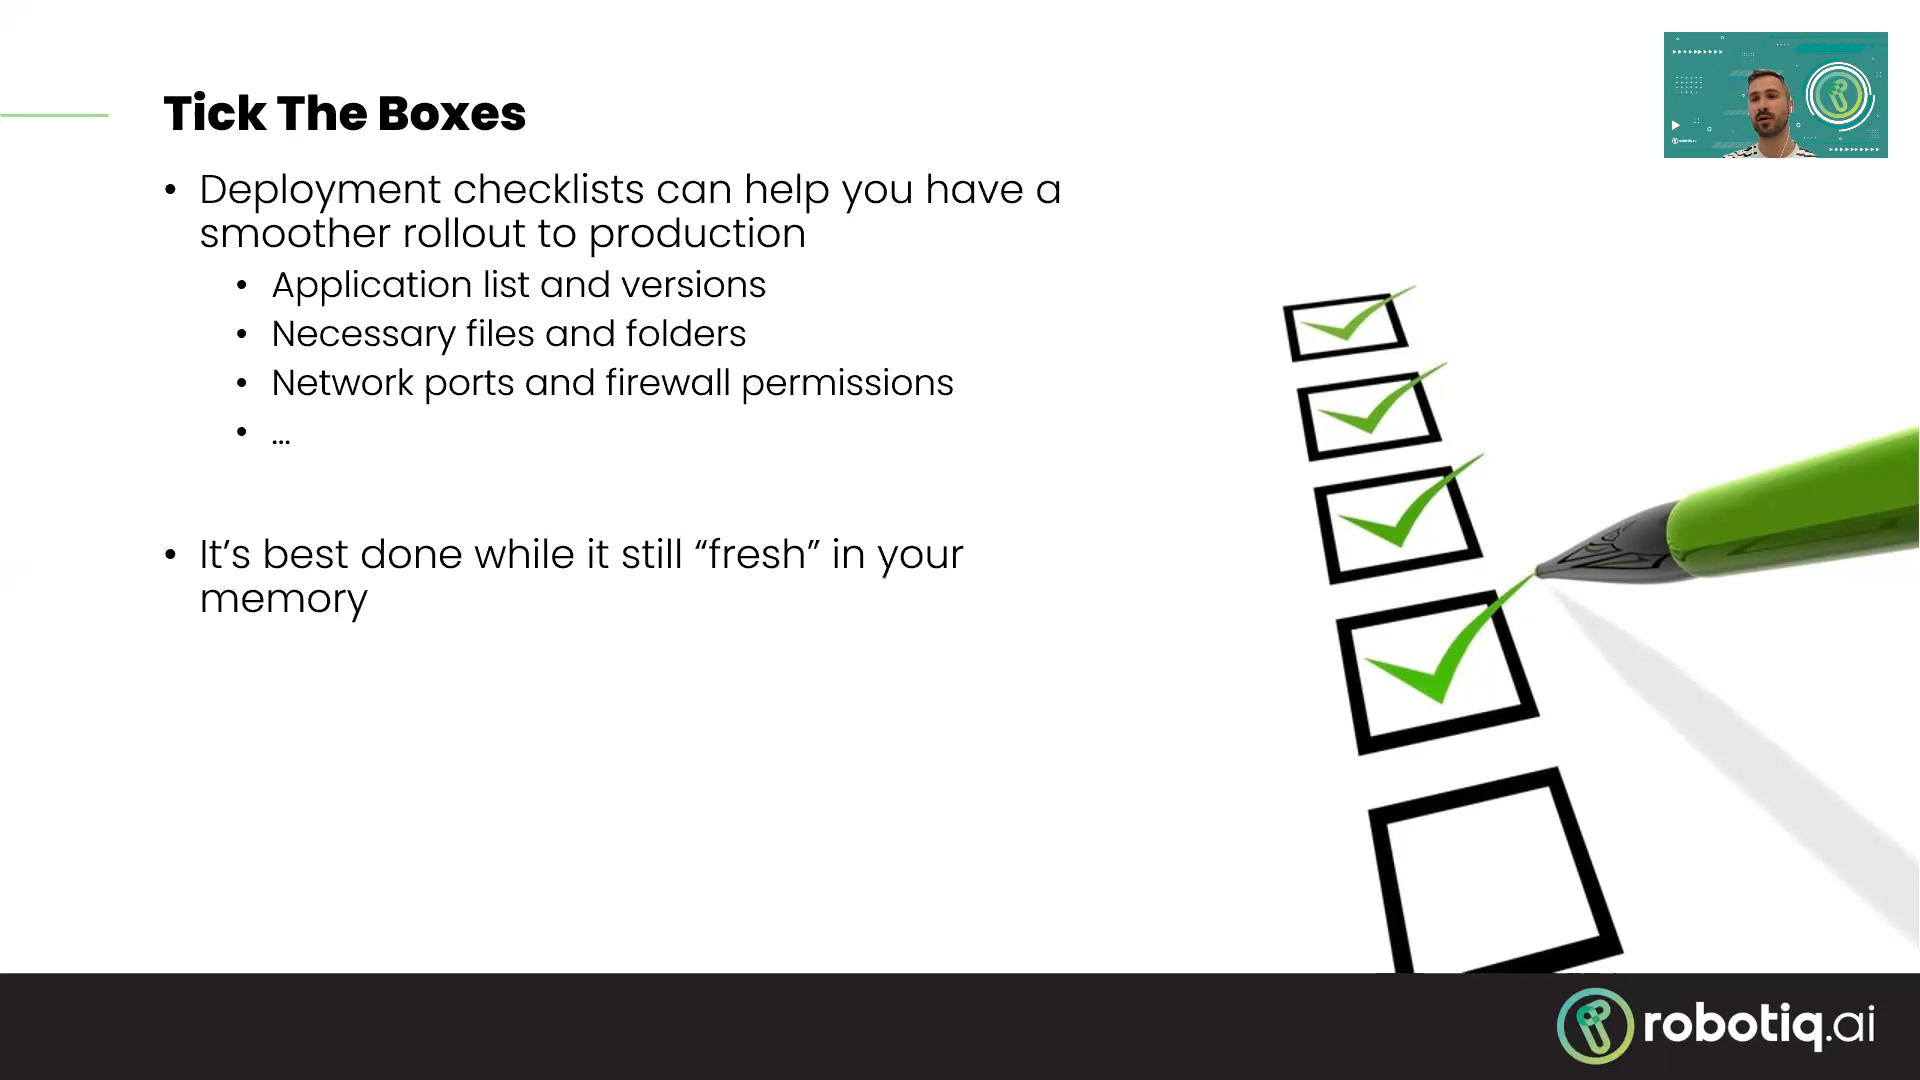 Tick The Boxes
• Deployment checklists can help you have a
smoother rollout to production
• Application list and versions
• Necessary files and folders
• Network ports and firewall permissions
• ...
• It’s best done while it still “fresh” in your
memory
robotiq.ai